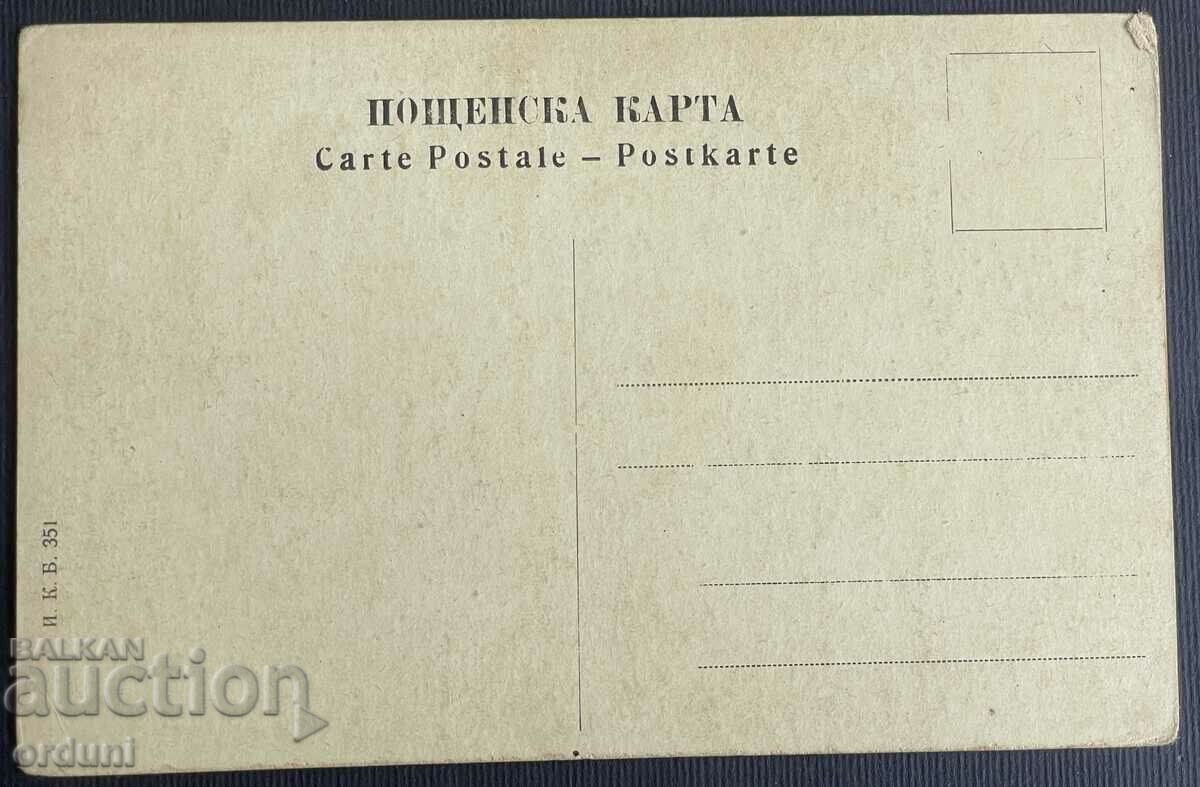 ПОЩЕНСКА КАРТА
Carte Postale – Postkarte
И. К. Б. 351
BALKAN
auction
orduni